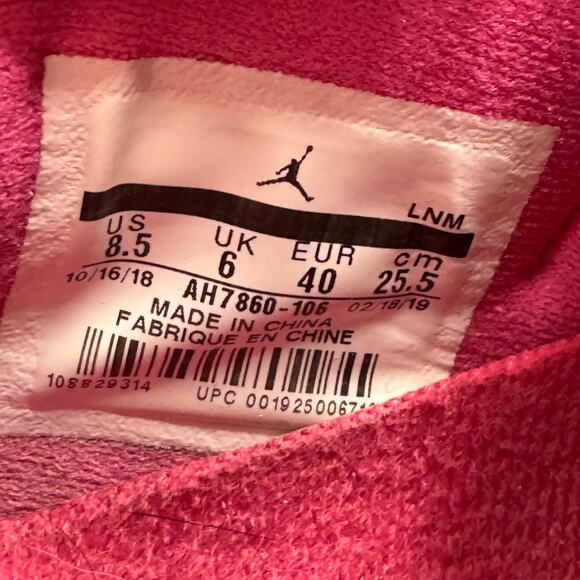 LNM
US UK EUR cm
8.5 6 40 25.5
10/16/18 AH7860-106 02/18/19
MADE IN CHINA
FABRIQUE EN CHINE
108829314
UPC 00192500671